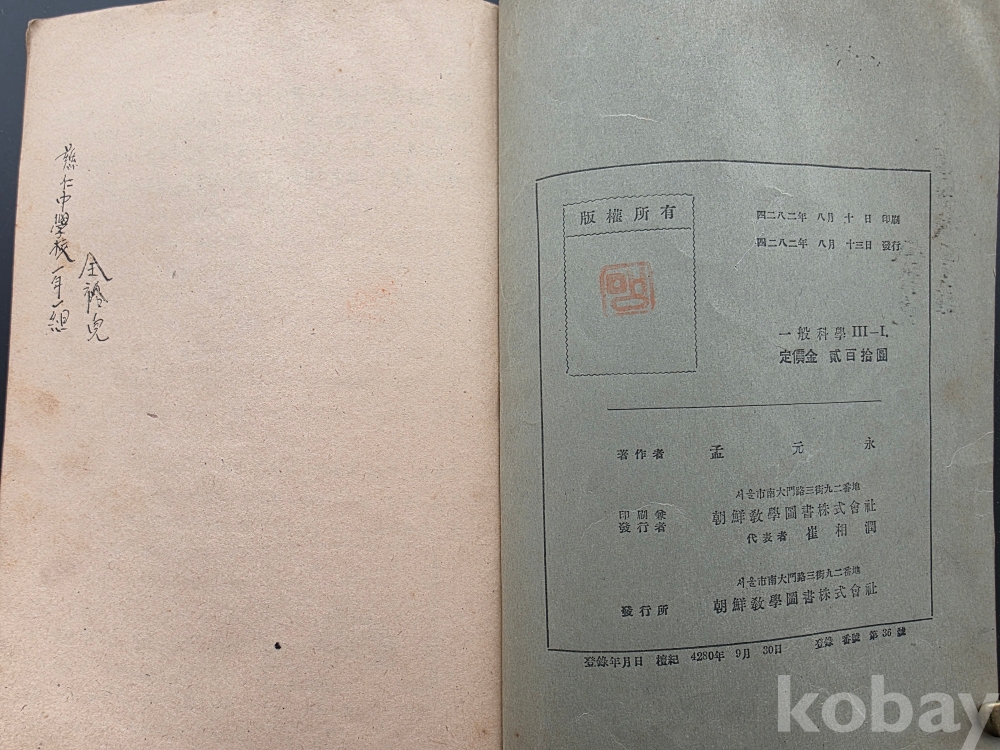 慈仁中學校 一年一組
金
版權所有
四二八二年 八月 十日 印刷
四二八二年 八月 十三日 發行
一般科學 III-I.
定價金 貳百拾圓
著作者 孟元永
서울市南大門路三街九二番地
印刷兼
發行者
朝鮮敎學圖書株式會社
代表者 崔相潤
서울市南大門路三街九二番地
發行所 朝鮮敎學圖書株式會社
登錄年月日 檀紀 4280年 9月 30日 登錄 番號 第36號
kobay